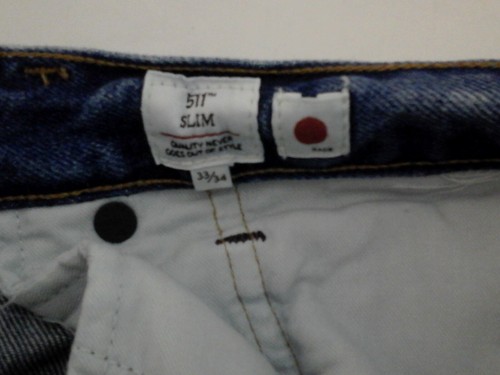 511™
SLIM
QUALITY NEVER
GOES OUT OF STYLE
33/34